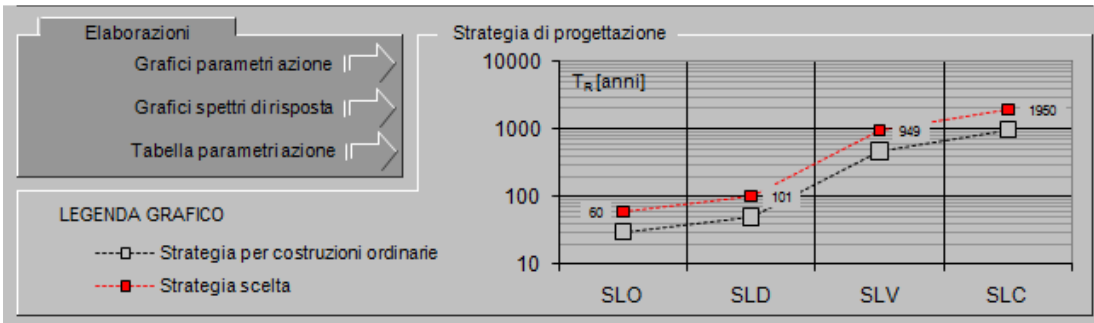 Elaborazioni
Grafici parametri azione
Grafici spettri di risposta
Tabella parametri azione
LEGENDA GRAFICO
Strategia per costruzioni ordinarie
Strategia scelta
Strategia di progettazione
TR [anni]
10000
1000
100
10
60
101
949
1950
SLO SLD SLV SLC